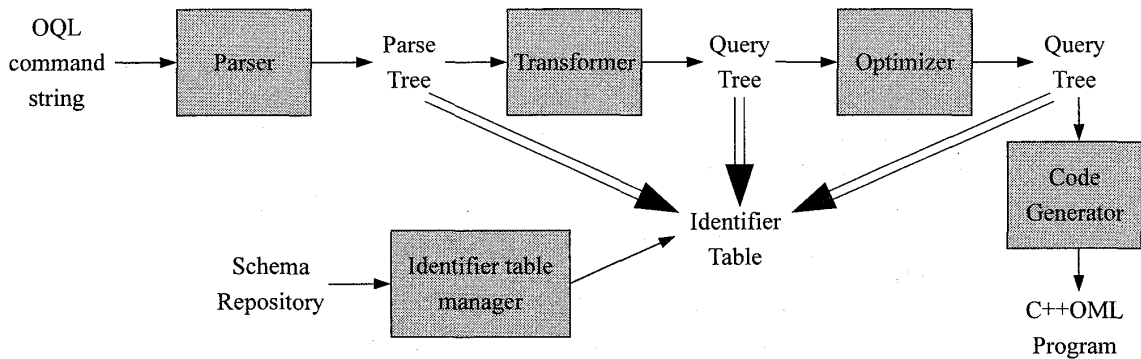 OQL
command
string
Parser
Parse
Tree
Transformer
Query
Tree
Optimizer
Query
Tree
Code
Generator
Identifier
Table
Schema
Repository
Identifier table
manager
C++OML
Program